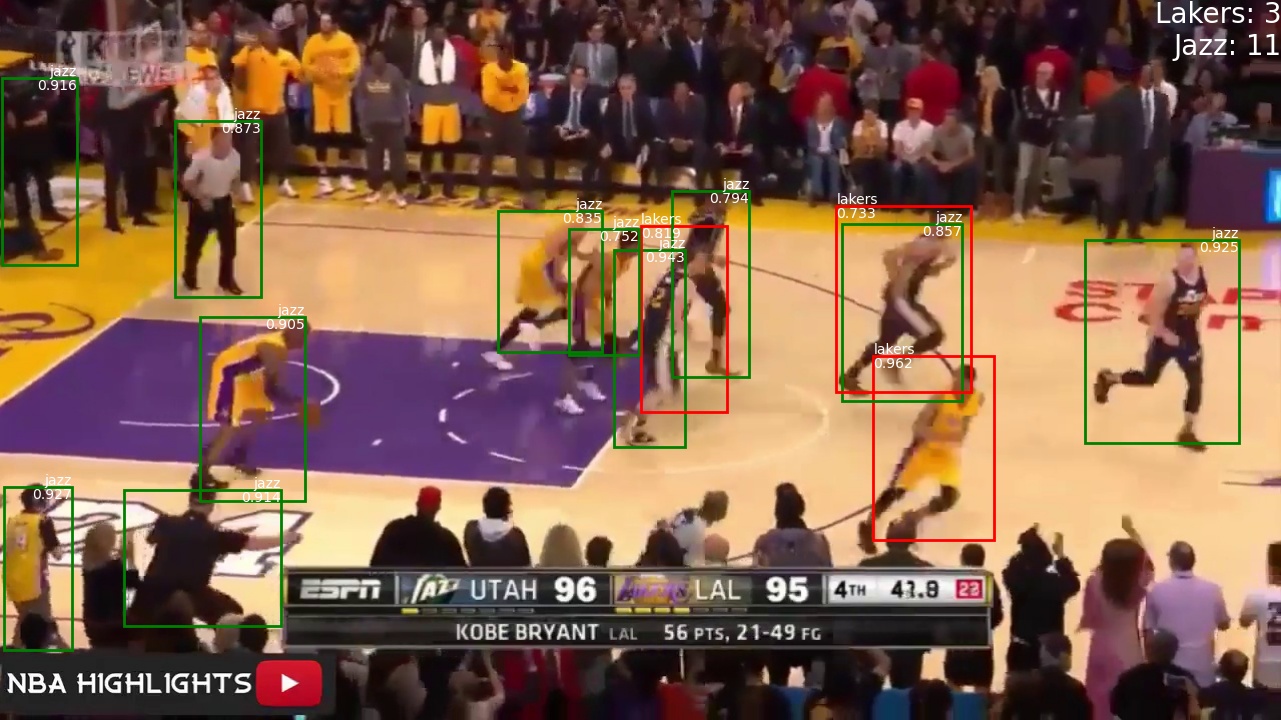 Lakers: 3
Jazz: 11
jazz
0.916
jazz
0.873
jazz
0.835
jazz
0.752
lakers
0.819
jazz
0.943
jazz
0.794
lakers
0.733
jazz
0.857
jazz
0.925
lakers
0.962
jazz
0.905
jazz
0.927
jazz
0.914
ESPN JAZZ UTAH 96 LAKERS LAL 95 4TH 41.8 22
KOBE BRYANT LAL 56 PTS, 21-49 FG
NBA HIGHLIGHTS